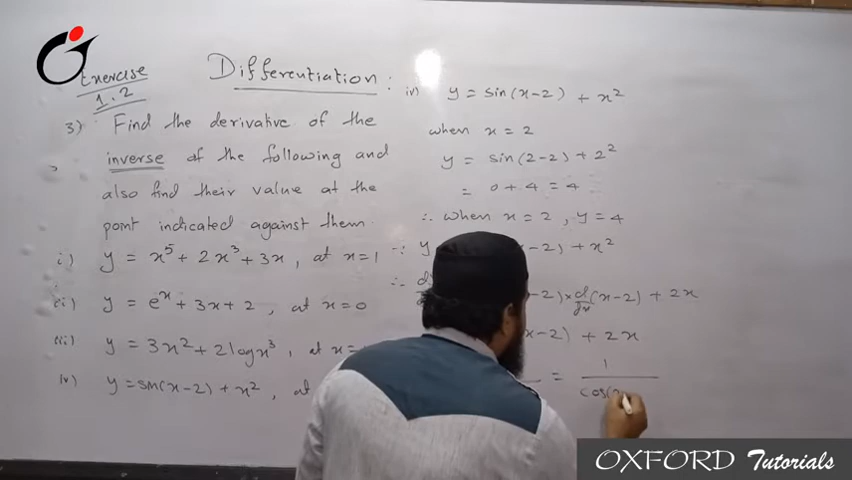 Exercise 1.2
Differentiation :
3) Find the derivative of the
inverse of the following and
also find their value at the
point indicated against them.
i) y = x⁵ + 2x³ + 3x , at x = 1
(ii) y = eˣ + 3x + 2 , at x = 0
(iii) y = 3x² + 2logx³ , at x =
iv) y = sin(x-2) + x² , at
iv) y = sin(x-2) + x²
when x = 2
y = sin(2-2) + 2²
= 0 + 4 = 4
∴ when x = 2 , y = 4
∵ y x-2) + x²
∴ -2) × d/dx (x-2) + 2x
x-2) + 2x
= 1 / cos(
OXFORD Tutorials